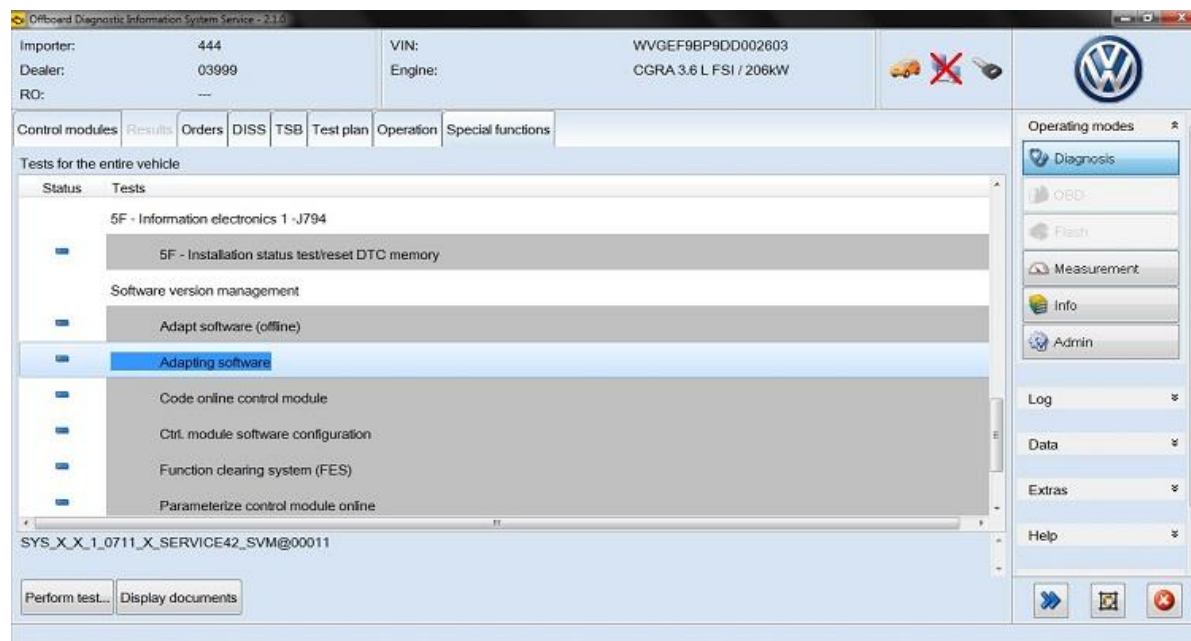 Offboard Diagnostic Information System Service - 2.1.0
Importer: 444 VIN: WVGEF9BP9DD002603
Dealer: 03999 Engine: CGRA 3.6 L FSI / 206kW
RO: ---
Control modules Results Orders DISS TSB Test plan Operation Special functions
Operating modes
Tests for the entire vehicle
Diagnosis
Status Tests
OBD
5F - Information electronics 1 -J794
Flash
5F - Installation status test/reset DTC memory
Measurement
Software version management
Info
Adapt software (offline)
Admin
Adapting software
Code online control module
Log
Ctrl. module software configuration
Data
Function clearing system (FES)
Extras
Parameterize control module online
Help
SYS_X_X_1_0711_X_SERVICE42_SVM@00011
Perform test... Display documents